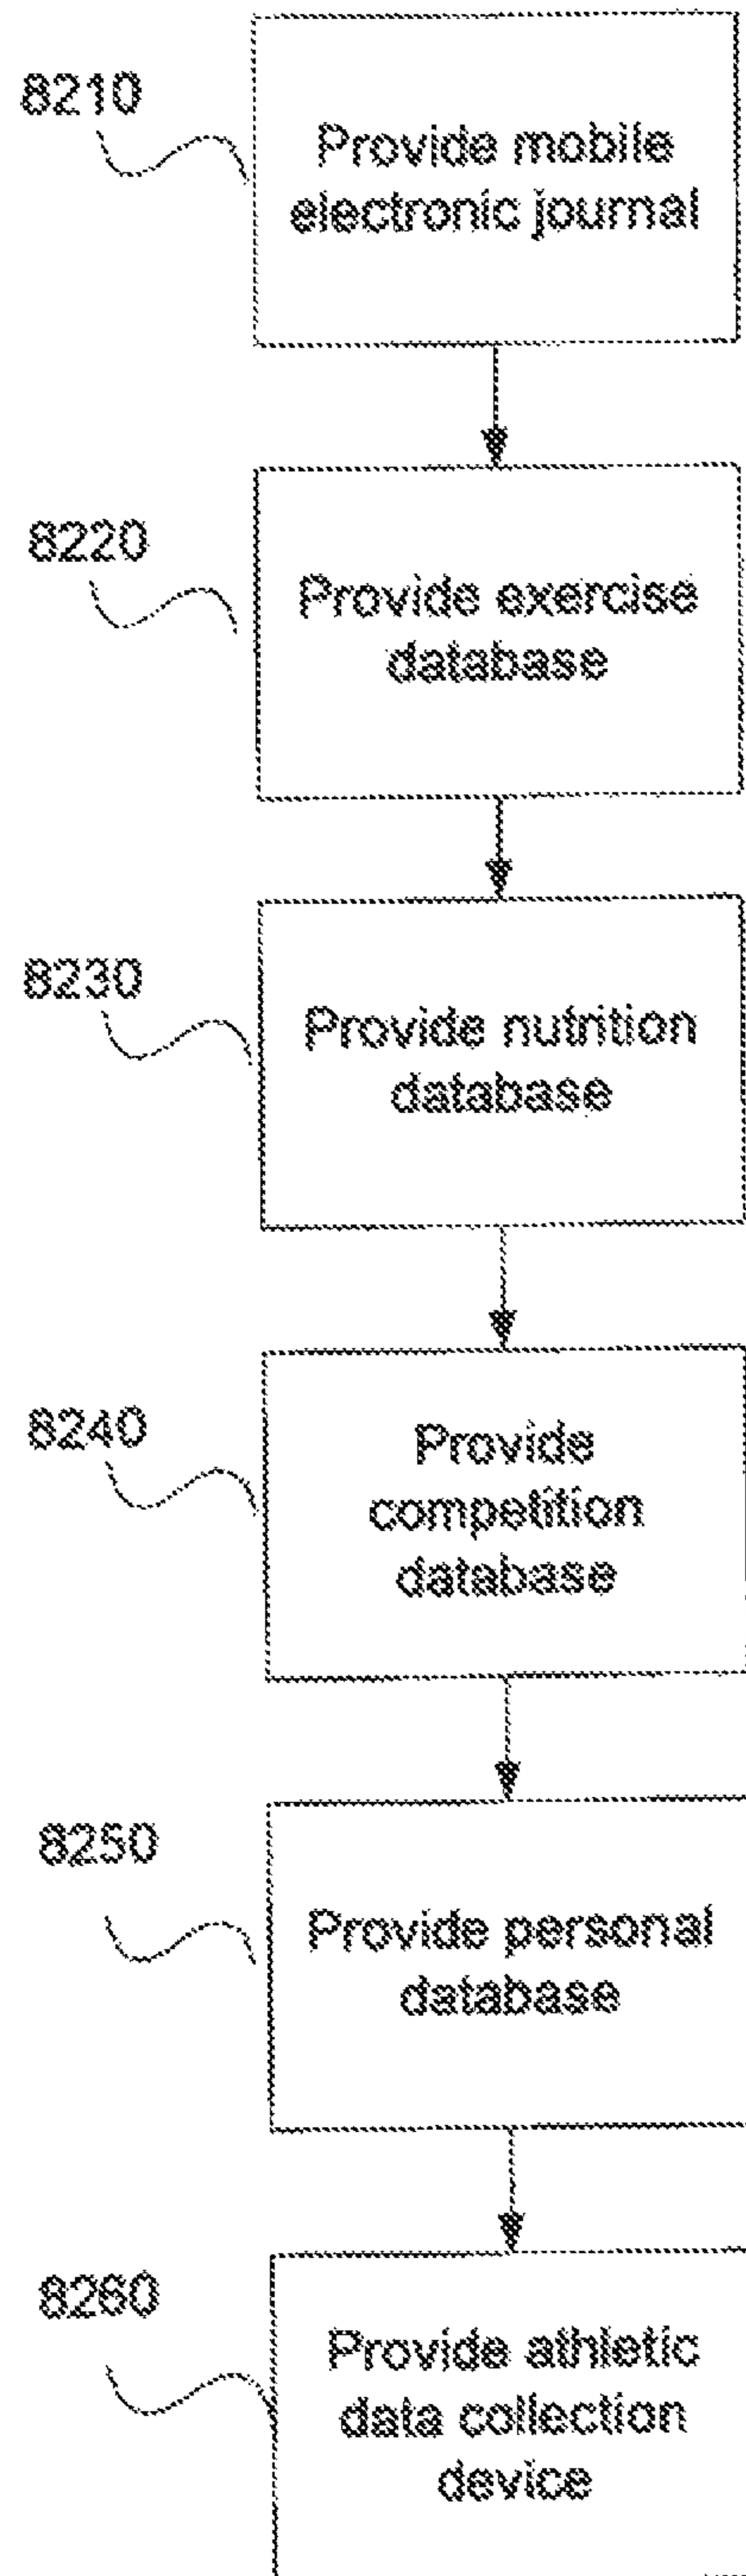 8210
Provide mobile
electronic journal
8220
Provide exercise
database
8230
Provide nutrition
database
8240
Provide
competition
database
8250
Provide personal
database
8260
Provide athletic
data collection
device